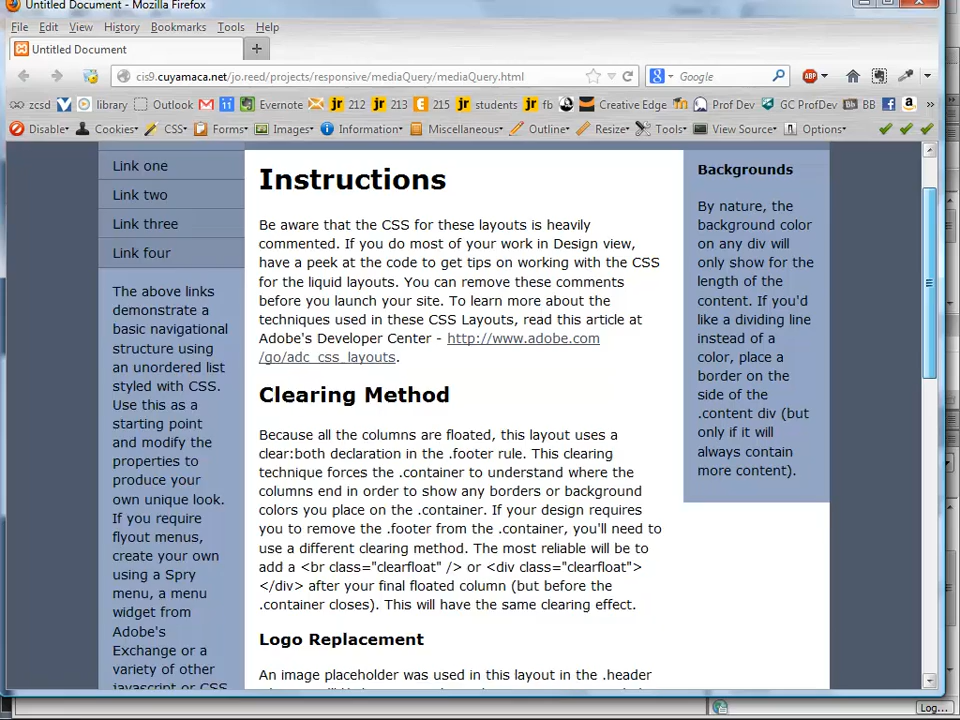 Untitled Document - Mozilla Firefox
File Edit View History Bookmarks Tools Help
Untitled Document
cis9.cuyamaca.net/jo.reed/projects/responsive/mediaQuery/mediaQuery.html
Google
zcsd library Outlook 11 Evernote jr 212 jr 213 E 215 jr students jr fb Creative Edge Prof Dev GC ProfDev Bb BB »
Disable Cookies CSS Forms Images Information Miscellaneous Outline Resize Tools View Source Options
Link one
Link two
Link three
Link four
The above links
demonstrate a
basic navigational
structure using
an unordered list
styled with CSS.
Use this as a
starting point
and modify the
properties to
produce your
own unique look.
If you require
flyout menus,
create your own
using a Spry
menu, a menu
widget from
Adobe's
Exchange or a
variety of other
javascript or CSS
Instructions
Be aware that the CSS for these layouts is heavily
commented. If you do most of your work in Design view,
have a peek at the code to get tips on working with the CSS
for the liquid layouts. You can remove these comments
before you launch your site. To learn more about the
techniques used in these CSS Layouts, read this article at
Adobe's Developer Center - http://www.adobe.com
/go/adc_css_layouts.
Clearing Method
Because all the columns are floated, this layout uses a
clear:both declaration in the .footer rule. This clearing
technique forces the .container to understand where the
columns end in order to show any borders or background
colors you place on the .container. If your design requires
you to remove the .footer from the .container, you'll need to
use a different clearing method. The most reliable will be to
add a <br class="clearfloat" /> or <div class="clearfloat">
</div> after your final floated column (but before the
.container closes). This will have the same clearing effect.
Logo Replacement
An image placeholder was used in this layout in the .header
Backgrounds
By nature, the
background color
on any div will
only show for the
length of the
content. If you'd
like a dividing line
instead of a
color, place a
border on the
side of the
.content div (but
only if it will
always contain
more content).
Log...